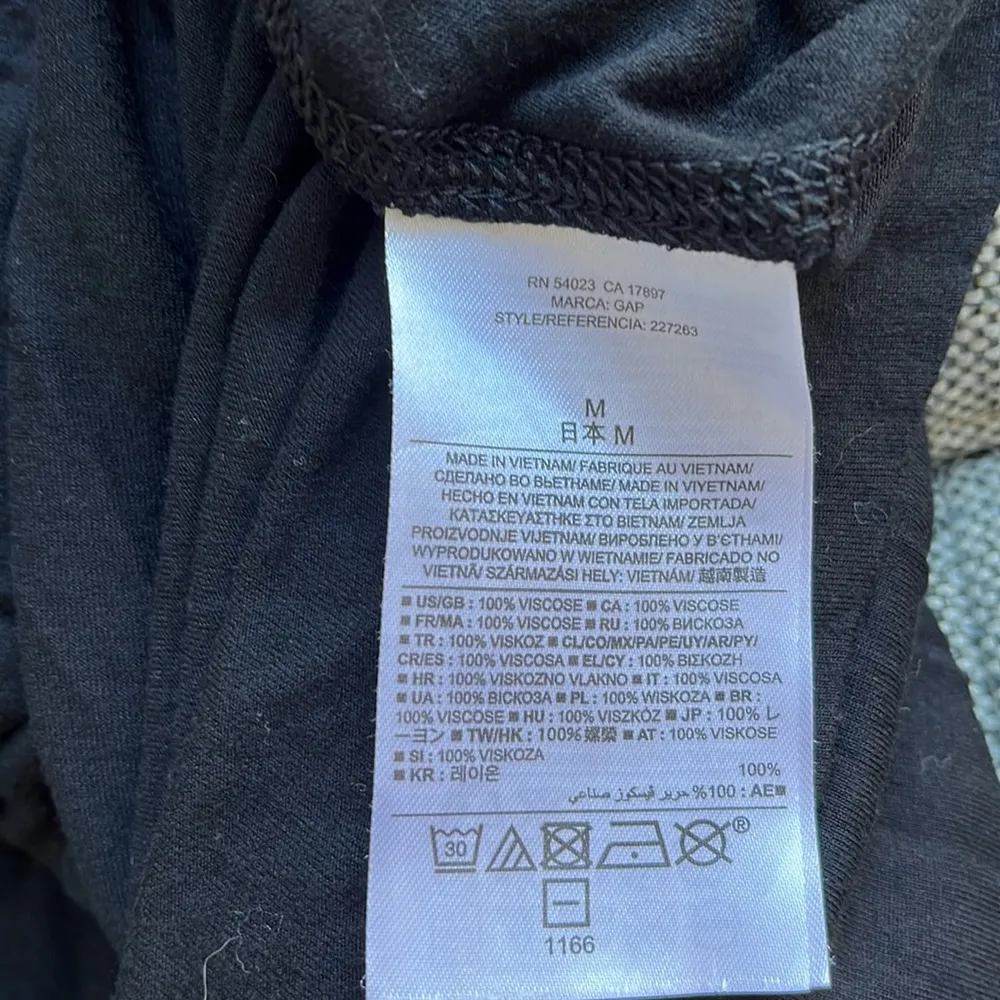 RN 54023 CA 17897
MARCA: GAP
STYLE/REFERENCIA: 227263
M
日本 M
MADE IN VIETNAM/ FABRIQUE AU VIETNAM/
СДЕЛАНО ВО ВЬЕТНАМЕ/ MADE IN VIYETNAM/
HECHO EN VIETNAM CON TELA IMPORTADA/
ΚΑΤΑΣΚΕΥΑΣΤΗΚΕ ΣΤΟ ΒΙΕΤΝΑΜ/ ZEMLJA
PROIZVODNJE VIJETNAM/ ВИРОБЛЕНО У В'ЄТНАМІ/
WYPRODUKOWANO W WIETNAMIE/ FABRICADO NO
VIETNÃ/ SZÁRMAZÁSI HELY: VIETNÁM/ 越南製造
■ US/GB : 100% VISCOSE ■ CA : 100% VISCOSE
■ FR/MA : 100% VISCOSE ■ RU : 100% ВИСКОЗА
■ TR : 100% VISKOZ ■ CL/CO/MX/PA/PE/UY/AR/PY/
CR/ES : 100% VISCOSA ■ EL/CY : 100% ΒΙΣΚΟΖΗ
■ HR : 100% VISKOZNO VLAKNO ■ IT : 100% VISCOSA
■ UA : 100% ВІСКОЗА ■ PL : 100% WISKOZA ■ BR :
100% VISCOSE ■ HU : 100% VISZKÓZ ■ JP : 100% レ
ーヨン ■ TW/HK : 100% 嫘縈 ■ AT : 100% VISKOSE
■ SI : 100% VISKOZA
■ KR : 레이온 100%
■AE : 100% حرير ڤيسكوز صناعي
30 ®
1166